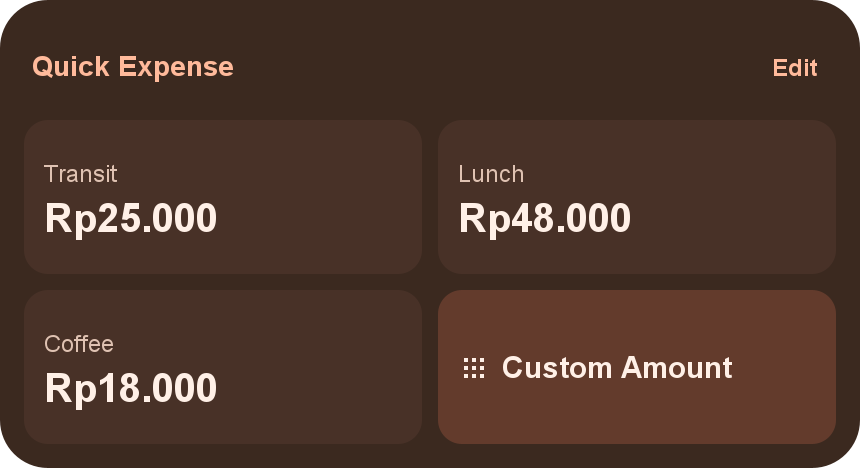 Quick Expense
Edit
Transit
Rp25.000
Lunch
Rp48.000
Coffee
Rp18.000
Custom Amount